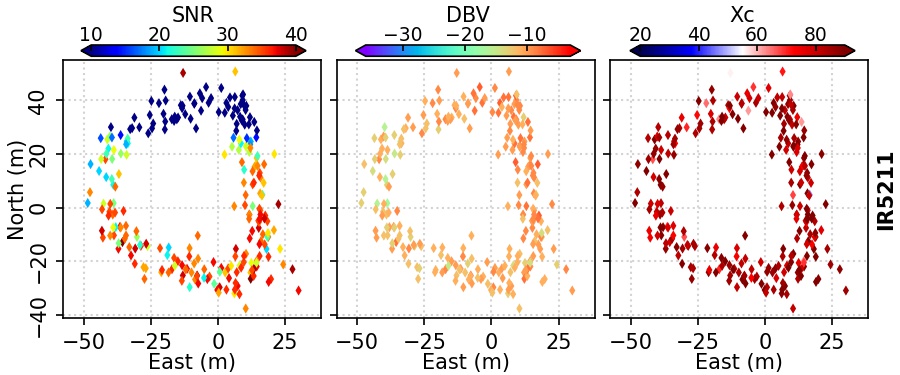 SNR
DBV
Xc
10 20 30 40
−30 −20 −10
20 40 60 80
North (m)
40
20
0
−20
−40
−50 −25 0 25
−50 −25 0 25
−50 −25 0 25
East (m)
East (m)
East (m)
IR5211